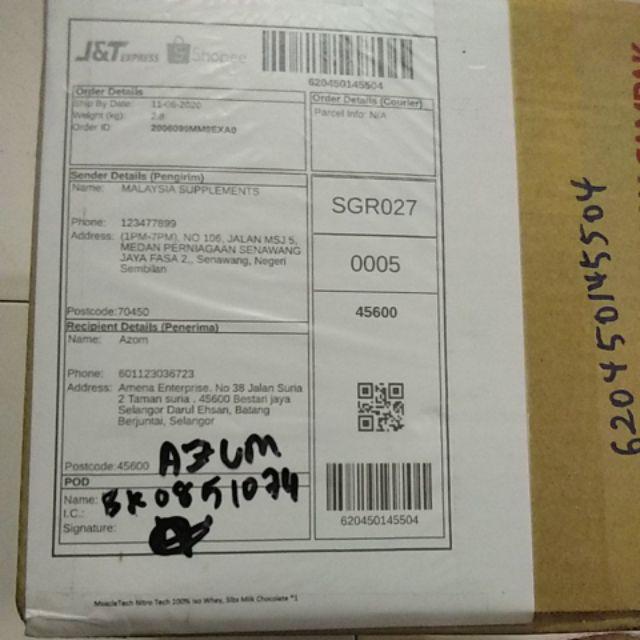 J&T EXPRESS Shopee
620450145504
Order Details
Ship By Date: 11-06-2020
Weight (kg): 2.8
Order ID 2006090MM9EXA0
Order Details (Courier)
Parcel Info: N/A
Sender Details (Pengirim)
Name: MALAYSIA SUPPLEMENTS
Phone: 123477899
Address: (1PM-7PM), NO 106, JALAN MSJ 5,
MEDAN PERNIAGAAN SENAWANG
JAYA FASA 2,, Senawang, Negeri
Sembilan
Postcode:70450
SGR027
0005
45600
Recipient Details (Penerima)
Name: Azom
Phone: 601123036723
Address: Amena Enterprise. No 38 Jalan Suria
2 Taman suria . 45600 Bestari jaya
Selangor Darul Ehsan, Batang
Berjuntai, Selangor
Postcode:45600
AZUM
POD
Name: BK0851074
I.C.:
Signature:
620450145504
MuscleTech Nitro Tech 100% Iso Whey, 5lbs Milk Chocolate *1
620450145504